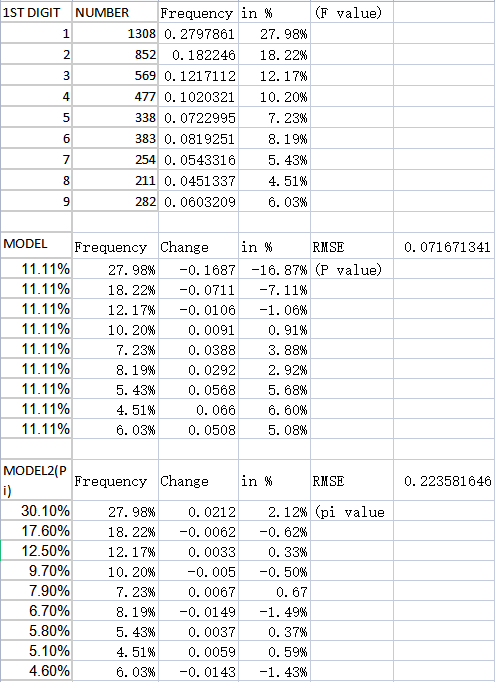 1ST DIGIT NUMBER Frequency in % (F value)
1 1308 0.2797861 27.98%
2 852 0.182246 18.22%
3 569 0.1217112 12.17%
4 477 0.1020321 10.20%
5 338 0.0722995 7.23%
6 383 0.0819251 8.19%
7 254 0.0543316 5.43%
8 211 0.0451337 4.51%
9 282 0.0603209 6.03%
MODEL Frequency Change in % RMSE 0.071671341
11.11% 27.98% -0.1687 -16.87% (P value)
11.11% 18.22% -0.0711 -7.11%
11.11% 12.17% -0.0106 -1.06%
11.11% 10.20% 0.0091 0.91%
11.11% 7.23% 0.0388 3.88%
11.11% 8.19% 0.0292 2.92%
11.11% 5.43% 0.0568 5.68%
11.11% 4.51% 0.066 6.60%
11.11% 6.03% 0.0508 5.08%
MODEL2(P
i) Frequency Change in % RMSE 0.223581646
30.10% 27.98% 0.0212 2.12% (pi value
17.60% 18.22% -0.0062 -0.62%
12.50% 12.17% 0.0033 0.33%
9.70% 10.20% -0.005 -0.50%
7.90% 7.23% 0.0067 0.67
6.70% 8.19% -0.0149 -1.49%
5.80% 5.43% 0.0037 0.37%
5.10% 4.51% 0.0059 0.59%
4.60% 6.03% -0.0143 -1.43%